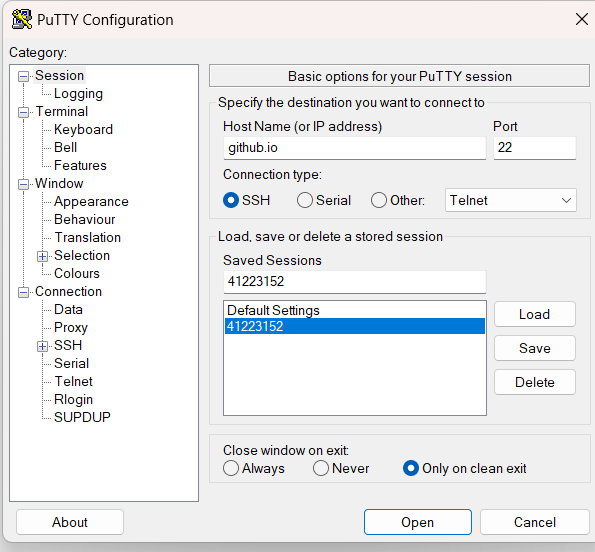 PuTTY Configuration
Category:
Session
Logging
Terminal
Keyboard
Bell
Features
Window
Appearance
Behaviour
Translation
Selection
Colours
Connection
Data
Proxy
SSH
Serial
Telnet
Rlogin
SUPDUP
Basic options for your PuTTY session
Specify the destination you want to connect to
Host Name (or IP address) Port
github.io 22
Connection type:
SSH Serial Other: Telnet
Load, save or delete a stored session
Saved Sessions
41223152
Default Settings
41223152
Load
Save
Delete
Close window on exit:
Always Never Only on clean exit
About Open Cancel